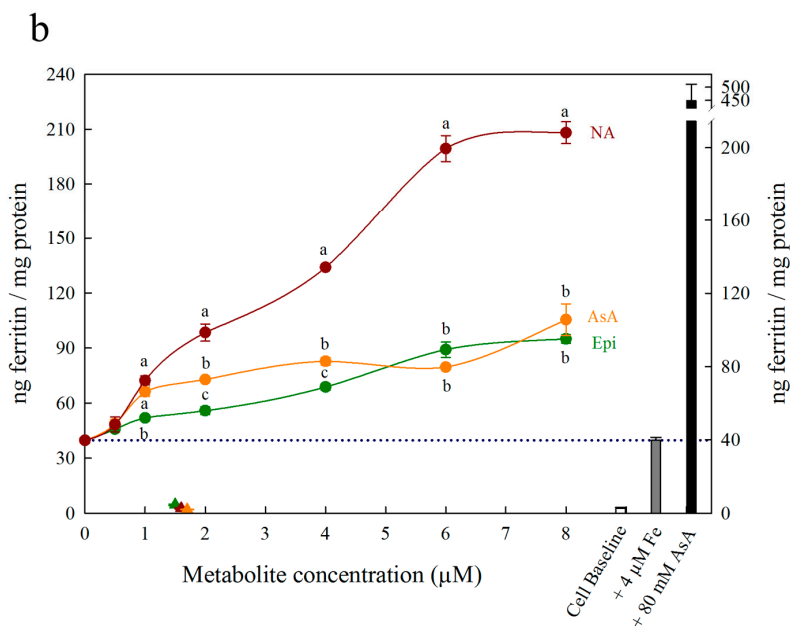 b
240
210
180
150
120
90
60
30
0
ng ferritin / mg protein
a
a
a
a
a
NA
b
b
b
b
AsA
Epi
a
c
c
b
b
b
500
450
200
160
120
80
40
0
ng ferritin / mg protein
0 1 2 4 6 7 8
Metabolite concentration (µM)
Cell Baseline
+ 4 µM Fe
+ 80 mM AsA